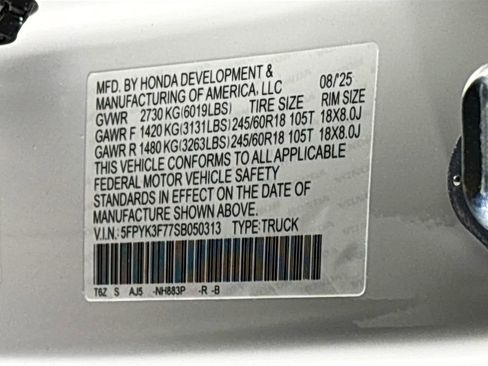 MFD. BY HONDA DEVELOPMENT &
MANUFACTURING OF AMERICA, LLC 08/'25
GVWR 2730 KG(6019LBS) TIRE SIZE RIM SIZE
GAWR F 1420 KG(3131LBS) 245/60R18 105T 18X8.0J
GAWR R 1480 KG(3263LBS) 245/60R18 105T 18X8.0J
THIS VEHICLE CONFORMS TO ALL APPLICABLE
FEDERAL MOTOR VEHICLE SAFETY
STANDARDS IN EFFECT ON THE DATE OF
MANUFACTURE SHOWN ABOVE.
V.I.N.: 5FPYK3F77SB050313 TYPE: TRUCK
T6Z S AJ5 -NH883P -R -B